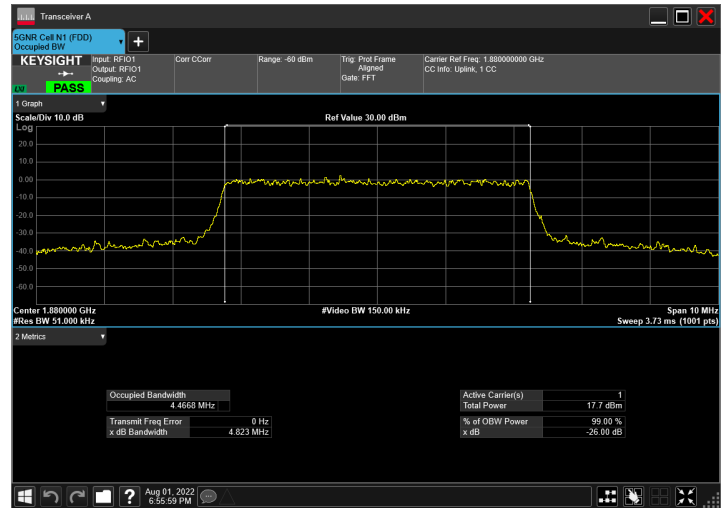 Transceiver A
5GNR Cell N1 (FDD)
Occupied BW
KEYSIGHT
LXI
PASS
Input: RFIO1
Output: RFIO1
Coupling: AC
Corr CCorr
Range: -60 dBm
Trig: Prot Frame
Aligned
Gate: FFT
Carrier Ref Freq: 1.880000000 GHz
CC Info: Uplink, 1 CC
1 Graph
Scale/Div 10.0 dB
Ref Value 30.00 dBm
Log
20.0
10.0
0.00
-10.0
-20.0
-30.0
-40.0
-50.0
-60.0
Center 1.880000 GHz
#Video BW 150.00 kHz
Span 10 MHz
#Res BW 51.000 kHz
Sweep 3.73 ms (1001 pts)
2 Metrics
Occupied Bandwidth
4.4668 MHz
Active Carrier(s) 1
Total Power 17.7 dBm
Transmit Freq Error 0 Hz
x dB Bandwidth 4.823 MHz
% of OBW Power 99.00 %
x dB -26.00 dB
Aug 01, 2022
6:55:59 PM